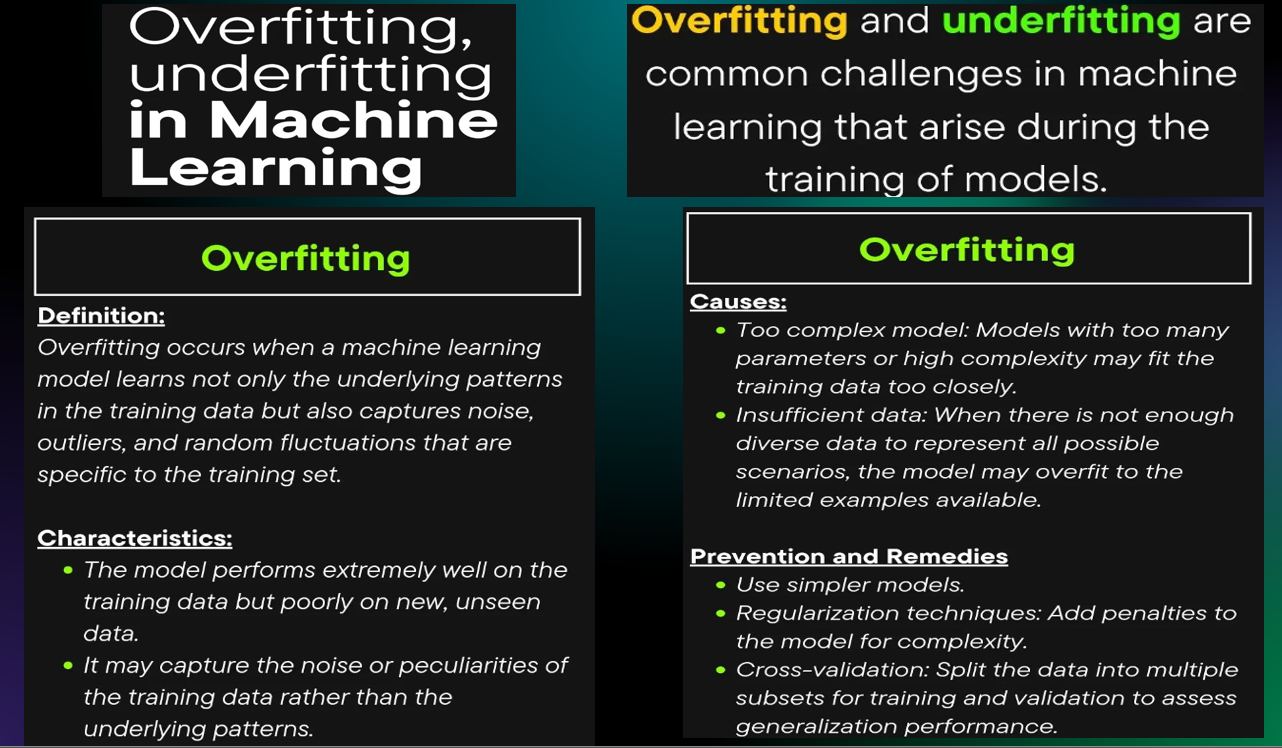 Overfitting,
underfitting
in Machine
Learning
Overfitting and underfitting are
common challenges in machine
learning that arise during the
training of models.
Overfitting
Definition:
Overfitting occurs when a machine learning
model learns not only the underlying patterns
in the training data but also captures noise,
outliers, and random fluctuations that are
specific to the training set.
Characteristics:
• The model performs extremely well on the
training data but poorly on new, unseen
data.
• It may capture the noise or peculiarities of
the training data rather than the
underlying patterns.
Overfitting
Causes:
• Too complex model: Models with too many
parameters or high complexity may fit the
training data too closely.
• Insufficient data: When there is not enough
diverse data to represent all possible
scenarios, the model may overfit to the
limited examples available.
Prevention and Remedies
• Use simpler models.
• Regularization techniques: Add penalties to
the model for complexity.
• Cross-validation: Split the data into multiple
subsets for training and validation to assess
generalization performance.